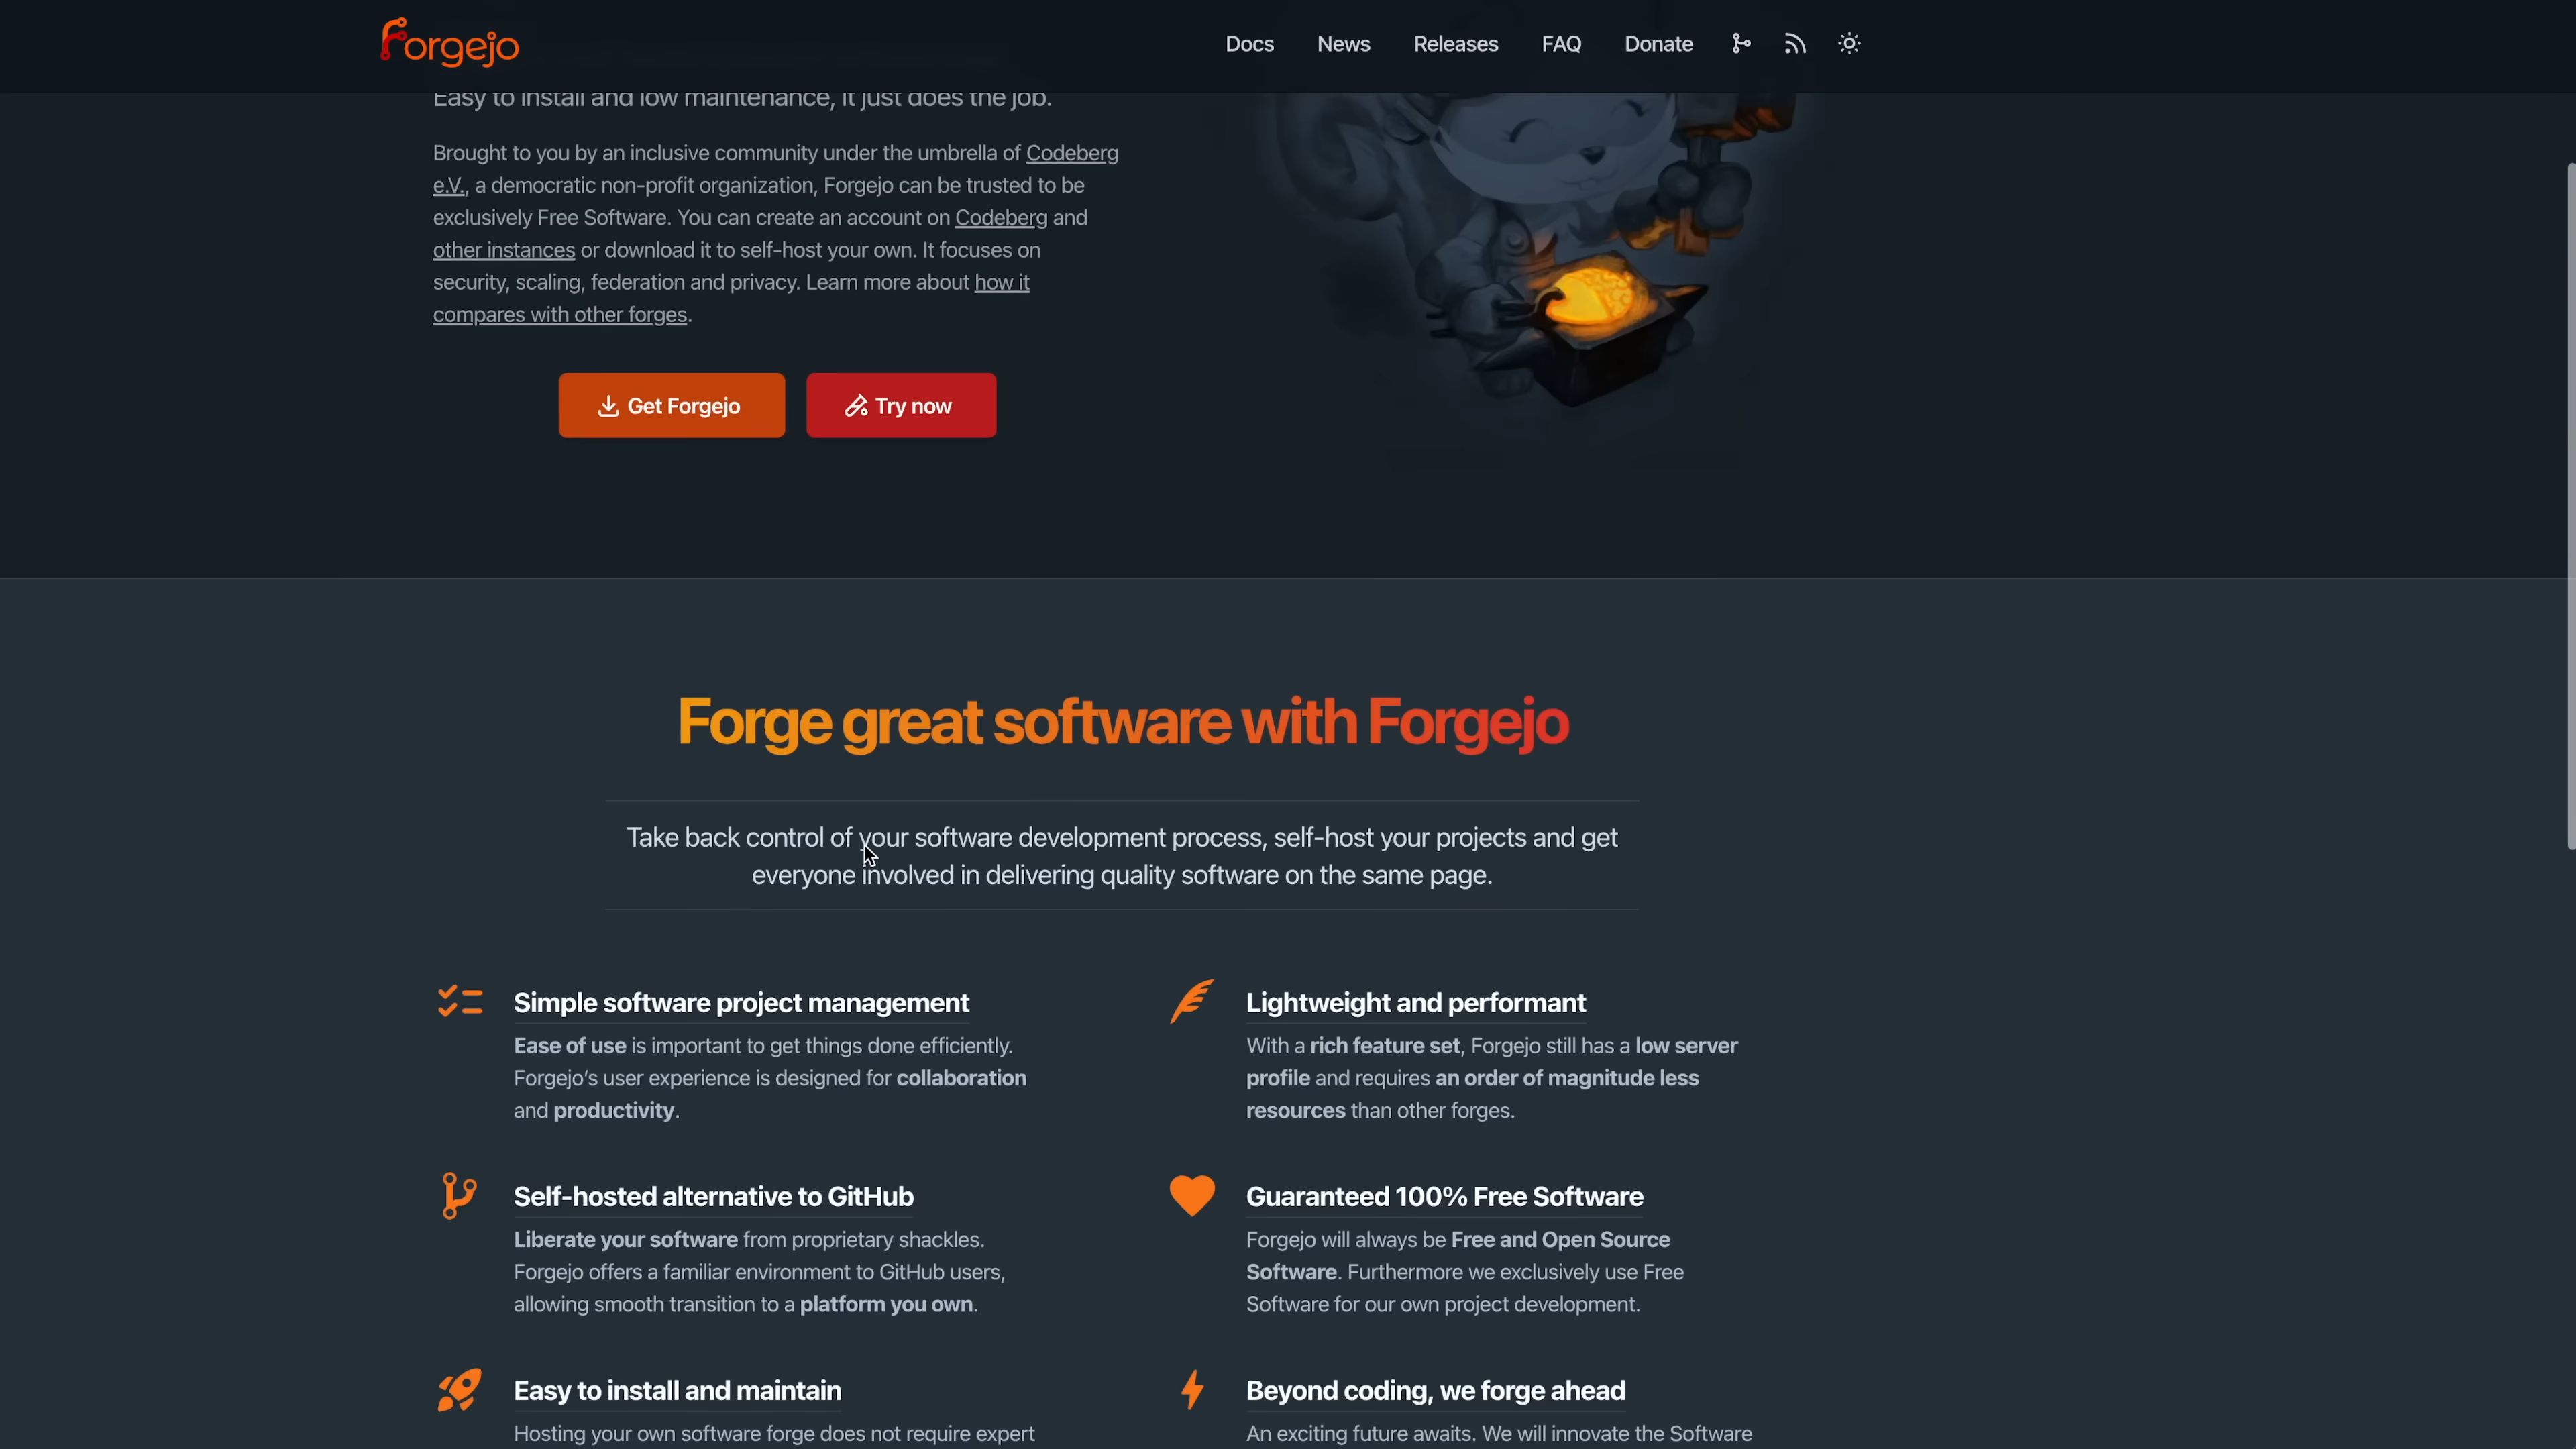 Forgejo
Docs News Releases FAQ Donate
Easy to install and low maintenance, it just does the job.
Brought to you by an inclusive community under the umbrella of Codeberg
e.V., a democratic non-profit organization, Forgejo can be trusted to be
exclusively Free Software. You can create an account on Codeberg and
other instances or download it to self-host your own. It focuses on
security, scaling, federation and privacy. Learn more about how it
compares with other forges.
Get Forgejo Try now
Forge great software with Forgejo
Take back control of your software development process, self-host your projects and get
everyone involved in delivering quality software on the same page.
Simple software project management
Ease of use is important to get things done efficiently.
Forgejo’s user experience is designed for collaboration
and productivity.
Lightweight and performant
With a rich feature set, Forgejo still has a low server
profile and requires an order of magnitude less
resources than other forges.
Self-hosted alternative to GitHub
Liberate your software from proprietary shackles.
Forgejo offers a familiar environment to GitHub users,
allowing smooth transition to a platform you own.
Guaranteed 100% Free Software
Forgejo will always be Free and Open Source
Software. Furthermore we exclusively use Free
Software for our own project development.
Easy to install and maintain
Hosting your own software forge does not require expert
Beyond coding, we forge ahead
An exciting future awaits. We will innovate the Software